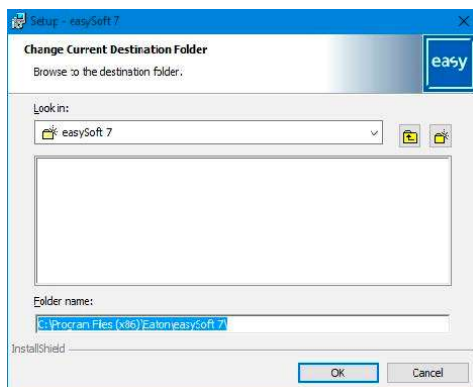 Setup - easySoft 7
Change Current Destination Folder
Browse to the destination folder.
easy
Look in:
easySoft 7
Folder name:
C:\Program Files (x86)\Eaton\easySoft 7\
InstallShield
OK
Cancel